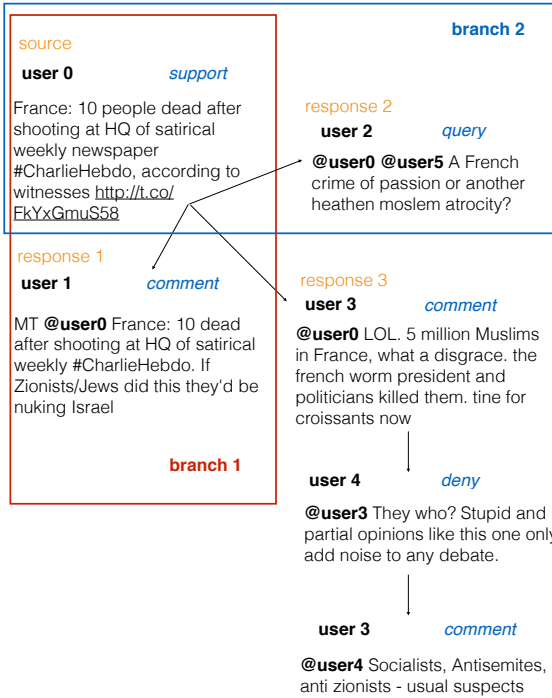 branch 2
source
user 0 support
France: 10 people dead after
shooting at HQ of satirical
weekly newspaper
#CharlieHebdo, according to
witnesses http://t.co/
FkYxGmuS58
response 2
user 2 query
@user0 @user5 A French
crime of passion or another
heathen moslem atrocity?
response 1
user 1 comment
MT @user0 France: 10 dead
after shooting at HQ of satirical
weekly #CharlieHebdo. If
Zionists/Jews did this they'd be
nuking Israel
branch 1
response 3
user 3 comment
@user0 LOL. 5 million Muslims
in France, what a disgrace. the
french worm president and
politicians killed them. tine for
croissants now
user 4 deny
@user3 They who? Stupid and
partial opinions like this one only
add noise to any debate.
user 3 comment
@user4 Socialists, Antisemites,
anti zionists - usual suspects